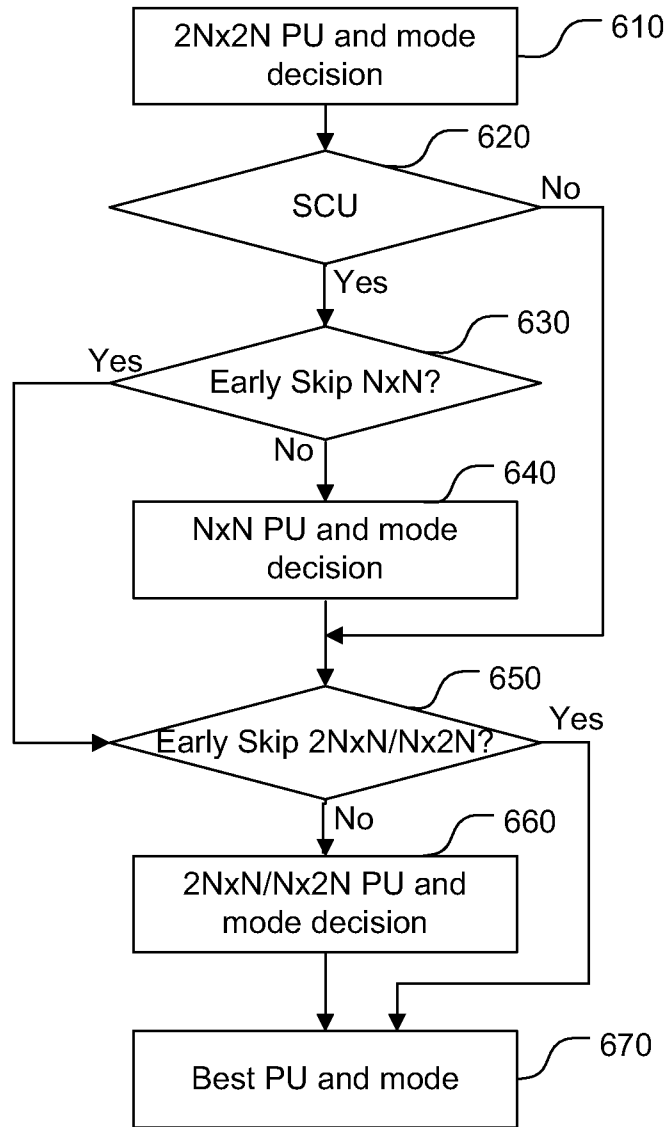 2Nx2N PU and mode
decision
610
620
SCU
No
Yes
630
Yes
Early Skip NxN?
No
640
NxN PU and mode
decision
650
Yes
Early Skip 2NxN/Nx2N?
No
660
2NxN/Nx2N PU and
mode decision
670
Best PU and mode